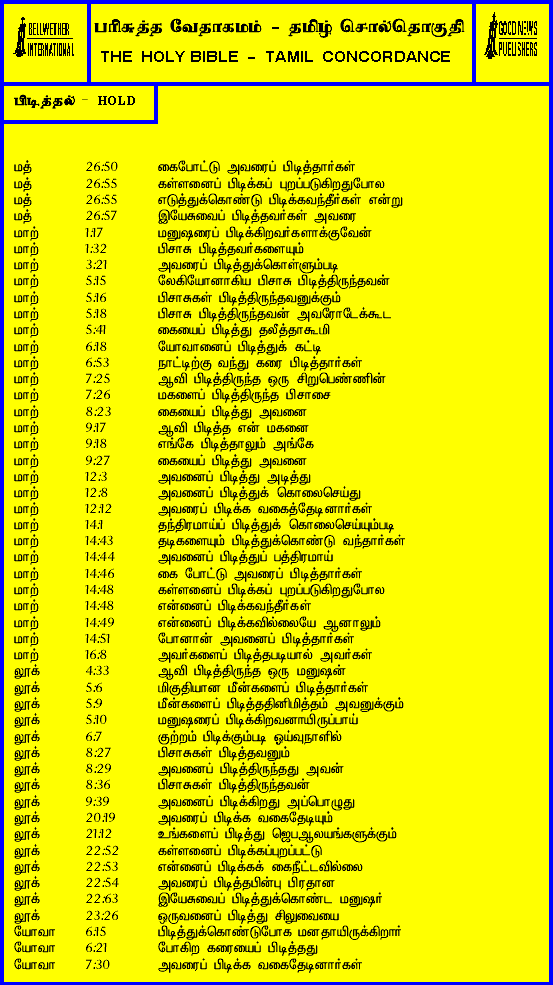 BELLWETHER INTERNATIONAL
பரிசுத்த வேதாகமம் - தமிழ் சொல்தொகுதி
THE HOLY BIBLE - TAMIL CONCORDANCE
GOOD NEWS PUBLISHERS
பிடித்தல் - HOLD
மத் 26:50 கைபோட்டு அவரைப் பிடித்தார்கள்
மத் 26:55 கள்ளனைப் பிடிக்கப் புறப்படுகிறதுபோல
மத் 26:55 எடுத்துக்கொண்டு பிடிக்கவந்தீர்கள் என்று
மத் 26:57 இயேசுவைப் பிடித்தவர்கள் அவரை
மாற் 1:17 மனுஷரைப் பிடிக்கிறவர்களாக்குவேன்
மாற் 1:32 பிசாசு பிடித்தவர்களையும்
மாற் 3:21 அவரைப் பிடித்துக்கொள்ளும்படி
மாற் 5:15 லேகியோனாகிய பிசாசு பிடித்திருந்தவன்
மாற் 5:16 பிசாசுகள் பிடித்திருந்தவனுக்கும்
மாற் 5:18 பிசாசு பிடித்திருந்தவன் அவரோடேக்கூட
மாற் 5:41 கையைப் பிடித்து தலீத்தாகூமி
மாற் 6:18 யோவானைப் பிடித்துக் கட்டி
மாற் 6:53 நாட்டிற்கு வந்து கரை பிடித்தார்கள்
மாற் 7:25 ஆவி பிடித்திருந்த ஒரு சிறுபெண்ணின்
மாற் 7:26 மகளைப் பிடித்திருந்த பிசாசை
மாற் 8:23 கையைப் பிடித்து அவனை
மாற் 9:17 ஆவி பிடித்த என் மகனை
மாற் 9:18 எங்கே பிடித்தாலும் அங்கே
மாற் 9:27 கையைப் பிடித்து அவனை
மாற் 12:3 அவனைப் பிடித்து அடித்து
மாற் 12:8 அவனைப் பிடித்துக் கொலைசெய்து
மாற் 12:12 அவரைப் பிடிக்க வகைத்தேடினார்கள்
மாற் 14:1 தந்திரமாய்ப் பிடித்துக் கொலைசெய்யும்படி
மாற் 14:43 தடிகளையும் பிடித்துக்கொண்டு வந்தார்கள்
மாற் 14:44 அவனைப் பிடித்துப் பத்திரமாய்
மாற் 14:46 கை போட்டு அவரைப் பிடித்தார்கள்
மாற் 14:48 கள்ளனைப் பிடிக்கப் புறப்படுகிறதுபோல
மாற் 14:48 என்னைப் பிடிக்கவந்தீர்கள்
மாற் 14:49 என்னைப் பிடிக்கவில்லையே ஆனாலும்
மாற் 14:51 போனான் அவனைப் பிடித்தார்கள்
மாற் 16:8 அவர்களைப் பிடித்தபடியால் அவர்கள்
லூக் 4:33 ஆவி பிடித்திருந்த ஒரு மனுஷன்
லூக் 5:6 மிகுதியான மீன்களைப் பிடித்தார்கள்
லூக் 5:9 மீன்களைப் பிடித்ததினிமித்தம் அவனுக்கும்
லூக் 5:10 மனுஷரைப் பிடிக்கிறவனாயிருப்பாய்
லூக் 6:7 குற்றம் பிடிக்கும்படி ஓய்வுநாளில்
லூக் 8:27 பிசாசுகள் பிடித்தவனும்
லூக் 8:29 அவனைப் பிடித்திருந்தது அவன்
லூக் 8:36 பிசாசுகள் பிடித்திருந்தவன்
லூக் 9:39 அவனைப் பிடிக்கிறது அப்பொழுது
லூக் 20:19 அவரைப் பிடிக்க வகைதேடியும்
லூக் 21:12 உங்களைப் பிடித்து ஜெபஆலயங்களுக்கும்
லூக் 22:52 கள்ளனைப் பிடிக்கப்புறப்பட்டு
லூக் 22:53 என்னைப் பிடிக்கக் கைநீட்டவில்லை
லூக் 22:54 அவரைப் பிடித்தபின்பு பிரதான
லூக் 22:63 இயேசுவைப் பிடித்துக்கொண்ட மனுஷர்
லூக் 23:26 ஒருவனைப் பிடித்து சிலுவையை
யோவா 6:15 பிடித்துக்கொண்டுபோக மனதாயிருக்கிறார்
யோவா 6:21 போகிற கரையைப் பிடித்தது
யோவா 7:30 அவரைப் பிடிக்க வகைதேடினார்கள்